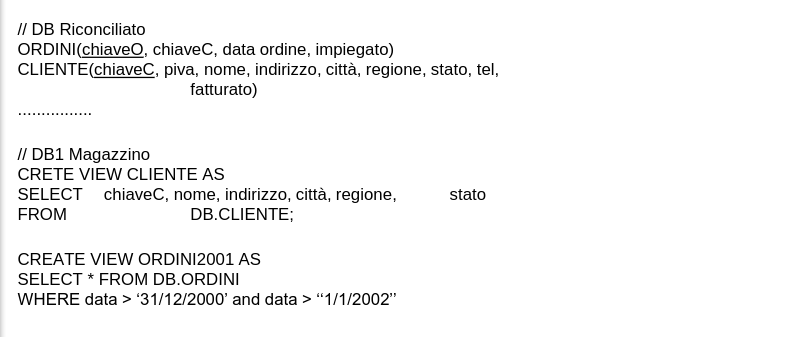 // DB Riconciliato
ORDINI(chiaveO, chiaveC, data ordine, impiegato)
CLIENTE(chiaveC, piva, nome, indirizzo, città, regione, stato, tel,
fatturato)
................
// DB1 Magazzino
CRETE VIEW CLIENTE AS
SELECT chiaveC, nome, indirizzo, città, regione, stato
FROM DB.CLIENTE;
CREATE VIEW ORDINI2001 AS
SELECT * FROM DB.ORDINI
WHERE data > ‘31/12/2000’ and data > ‘‘1/1/2002’’